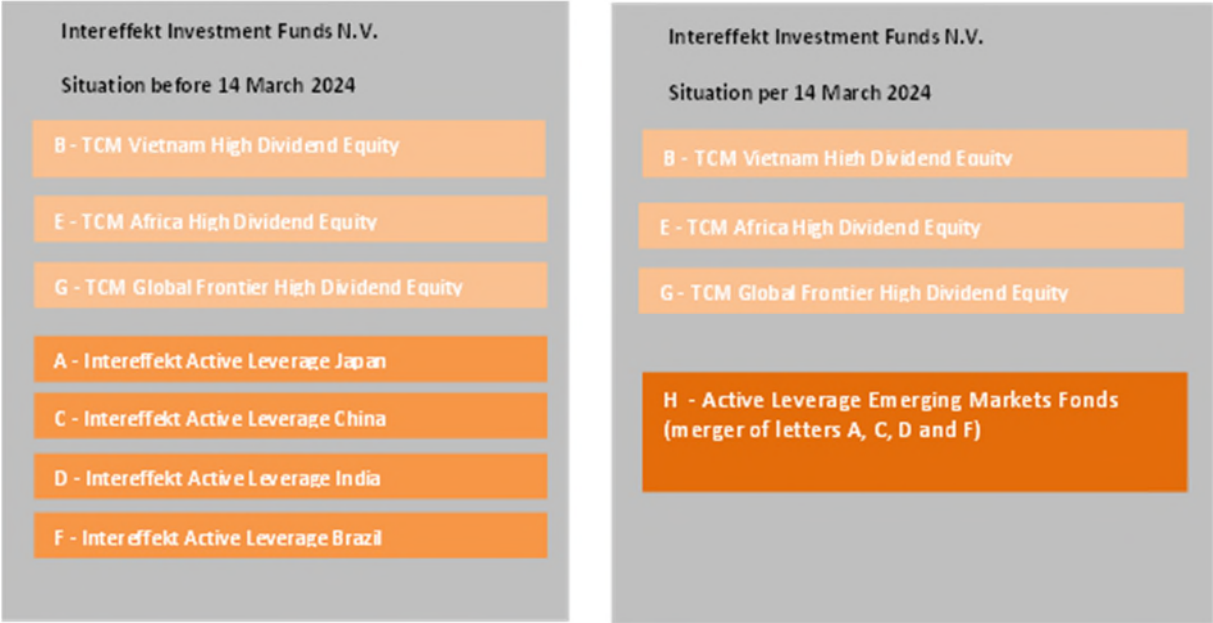 Intereffekt Investment Funds N.V.
Situation before 14 March 2024
B - TCM Vietnam High Dividend Equity
E - TCM Africa High Dividend Equity
G - TCM Global Frontier High Dividend Equity
A - Intereffekt Active Leverage Japan
C - Intereffekt Active Leverage China
D - Intereffekt Active Leverage India
F - Intereffekt Active Leverage Brazil
Intereffekt Investment Funds N.V.
Situation per 14 March 2024
B - TCM Vietnam High Dividend Equity
E - TCM Africa High Dividend Equity
G - TCM Global Frontier High Dividend Equity
H - Active Leverage Emerging Markets Fonds
(merger of letters A, C, D and F)